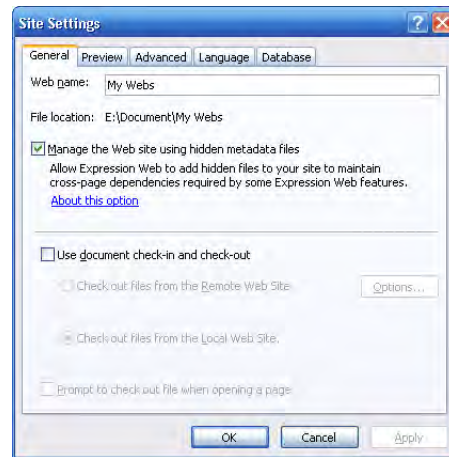 Site Settings
General Preview Advanced Language Database
Web name: My Webs
File location: E:\Document\My Webs
Manage the Web site using hidden metadata files
Allow Expression Web to add hidden files to your site to maintain
cross-page dependencies required by some Expression Web features.
About this option
Use document check-in and check-out
Check out files from the Remote Web Site
Options...
Check out files from the Local Web Site.
Prompt to check out file when opening a page
OK Cancel Apply